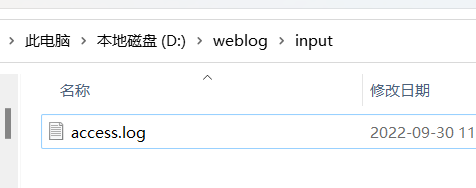 此电脑 > 本地磁盘 (D:) > weblog > input
名称 修改日期
access.log 2022-09-30 11